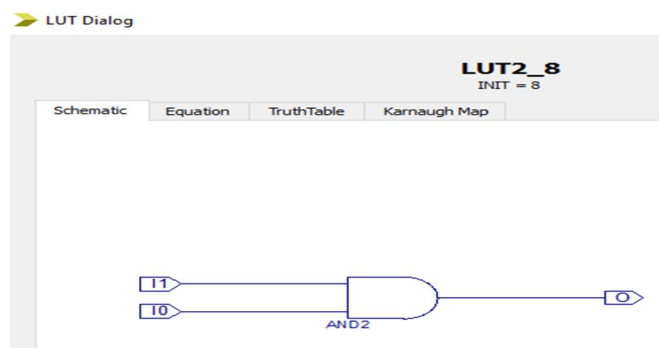 LUT Dialog
LUT2_8
INIT = 8
Schematic Equation TruthTable Karnaugh Map
I1
I0
AND2
O